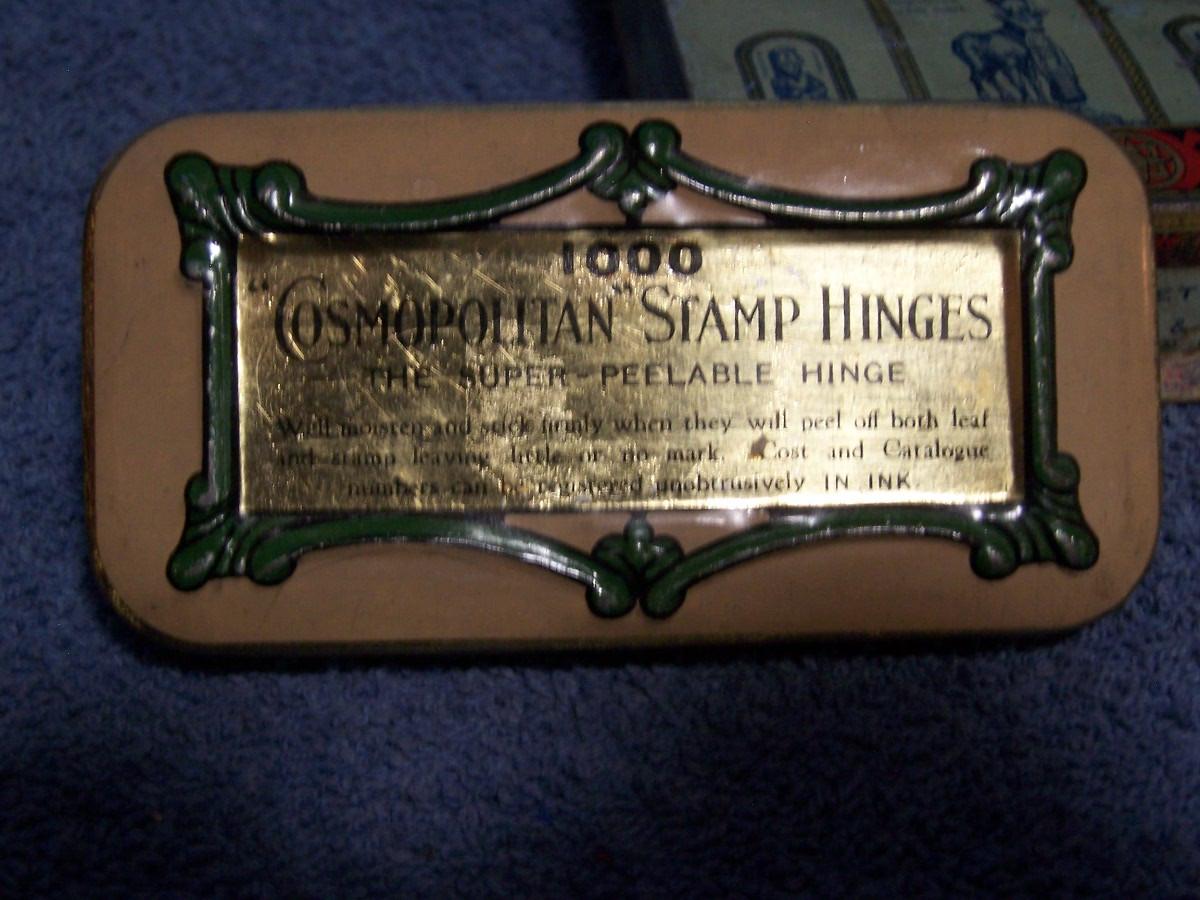 1000
"COSMOPOLITAN" STAMP HINGES
THE SUPER-PEELABLE HINGE
Well moisten and stick firmly when they will peel off both leaf
and stamp leaving little or no mark. Cost and Catalogue
numbers can be registered unobtrusively IN INK.